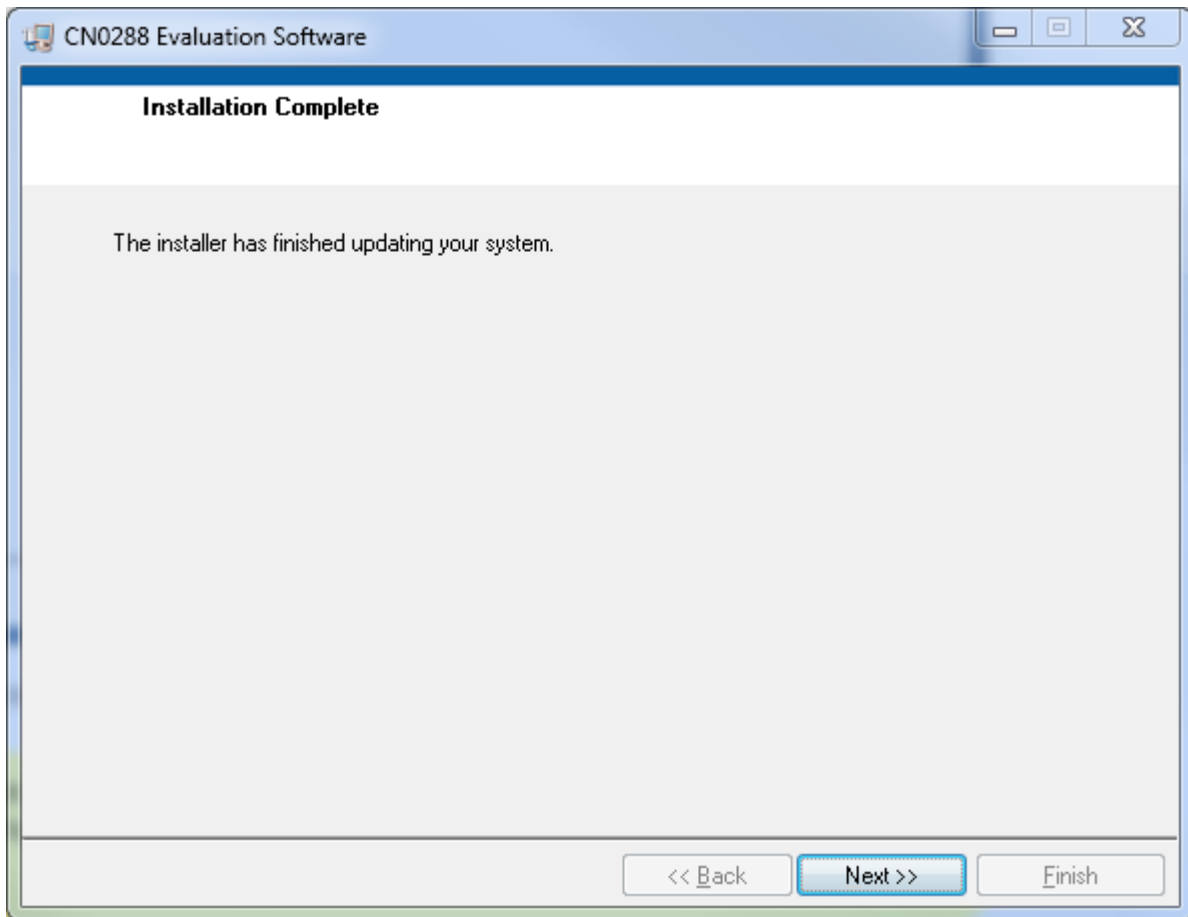 CN0288 Evaluation Software
Installation Complete
The installer has finished updating your system.
<< Back
Next >>
Finish